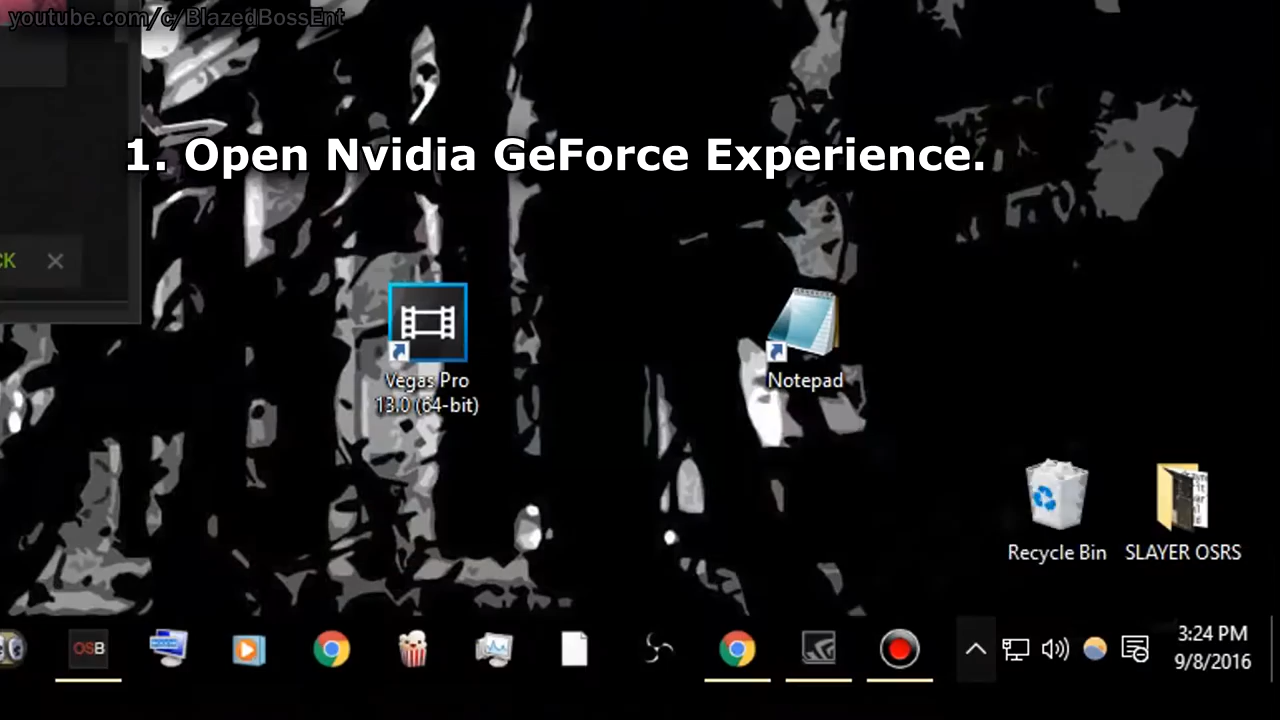 youtube.com/c/BlazedBossEnt
1. Open Nvidia GeForce Experience.
CK
Vegas Pro
13.0 (64-bit)
Notepad
Recycle Bin
SLAYER OSRS
OSB
3:24 PM
9/8/2016